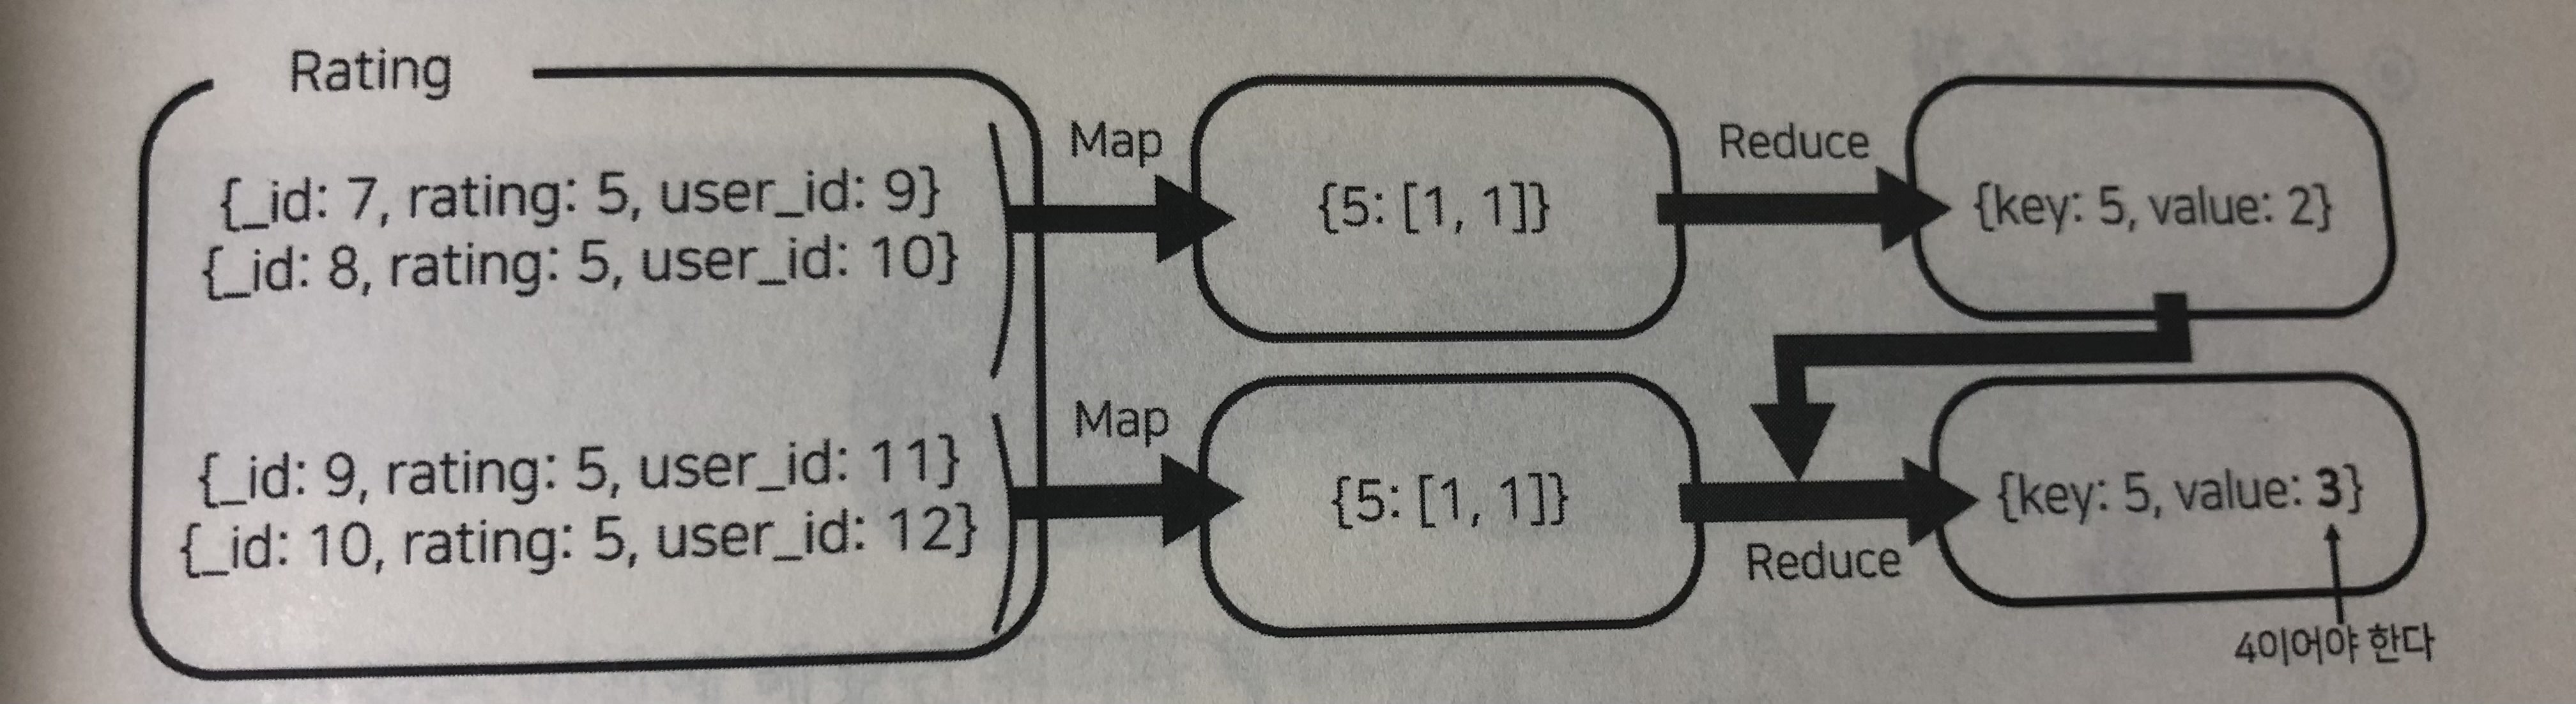 Rating
{_id: 7, rating: 5, user_id: 9}
{_id: 8, rating: 5, user_id: 10}
Map
{5: [1, 1]}
Reduce
{key: 5, value: 2}
{_id: 9, rating: 5, user_id: 11}
{_id: 10, rating: 5, user_id: 12}
Map
{5: [1, 1]}
Reduce
{key: 5, value: 3}
4이어야 한다